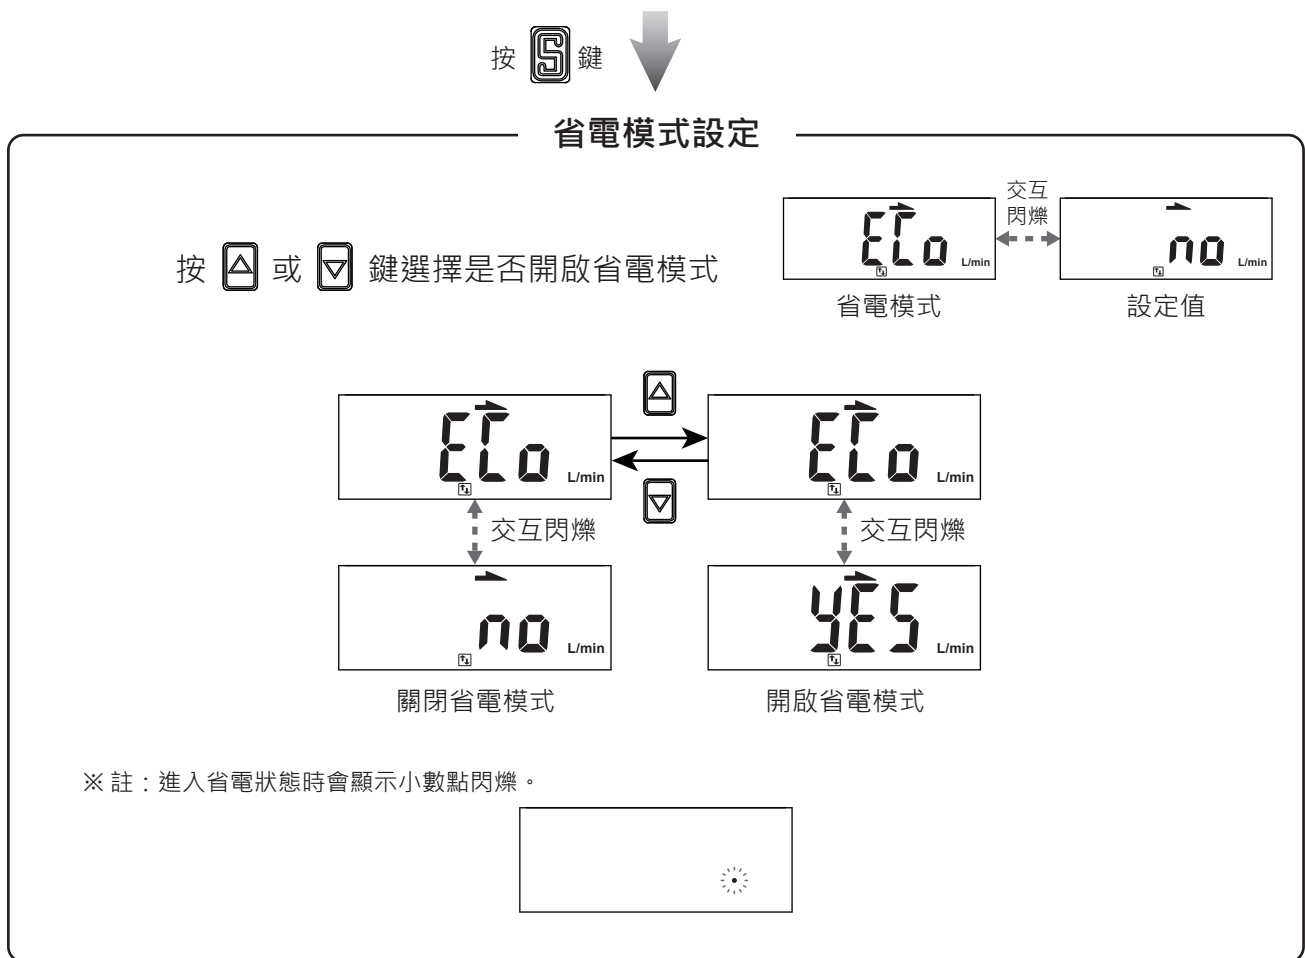 按 S 鍵
省電模式設定
按 △ 或 ▽ 鍵選擇是否開啟省電模式
ECo L/min
交互
閃爍
no L/min
省電模式
設定值
ECo L/min
ECo L/min
交互閃爍
交互閃爍
no L/min
yES L/min
關閉省電模式
開啟省電模式
※ 註：進入省電狀態時會顯示小數點閃爍。